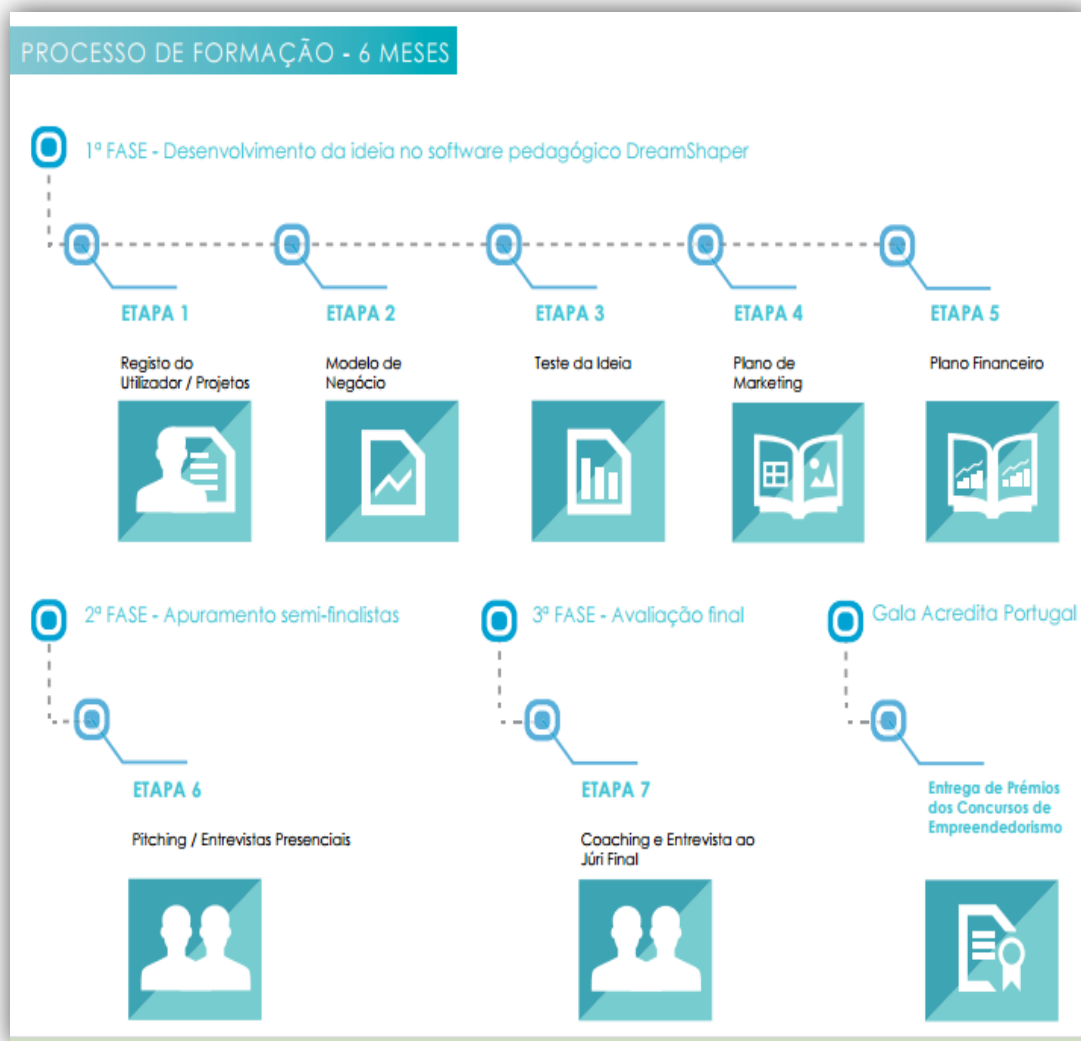 PROCESSO DE FORMAÇÃO - 6 MESES
1ª FASE - Desenvolvimento da ideia no software pedagógico DreamShaper
ETAPA 1
Registo do
Utilizador / Projetos
ETAPA 2
Modelo de
Negócio
ETAPA 3
Teste da Ideia
ETAPA 4
Plano de
Marketing
ETAPA 5
Plano Financeiro
2ª FASE - Apuramento semi-finalistas
ETAPA 6
Pitching / Entrevistas Presenciais
3ª FASE - Avaliação final
ETAPA 7
Coaching e Entrevista ao
Júri Final
Gala Acredita Portugal
Entrega de Prémios
dos Concursos de
Empreendedorismo